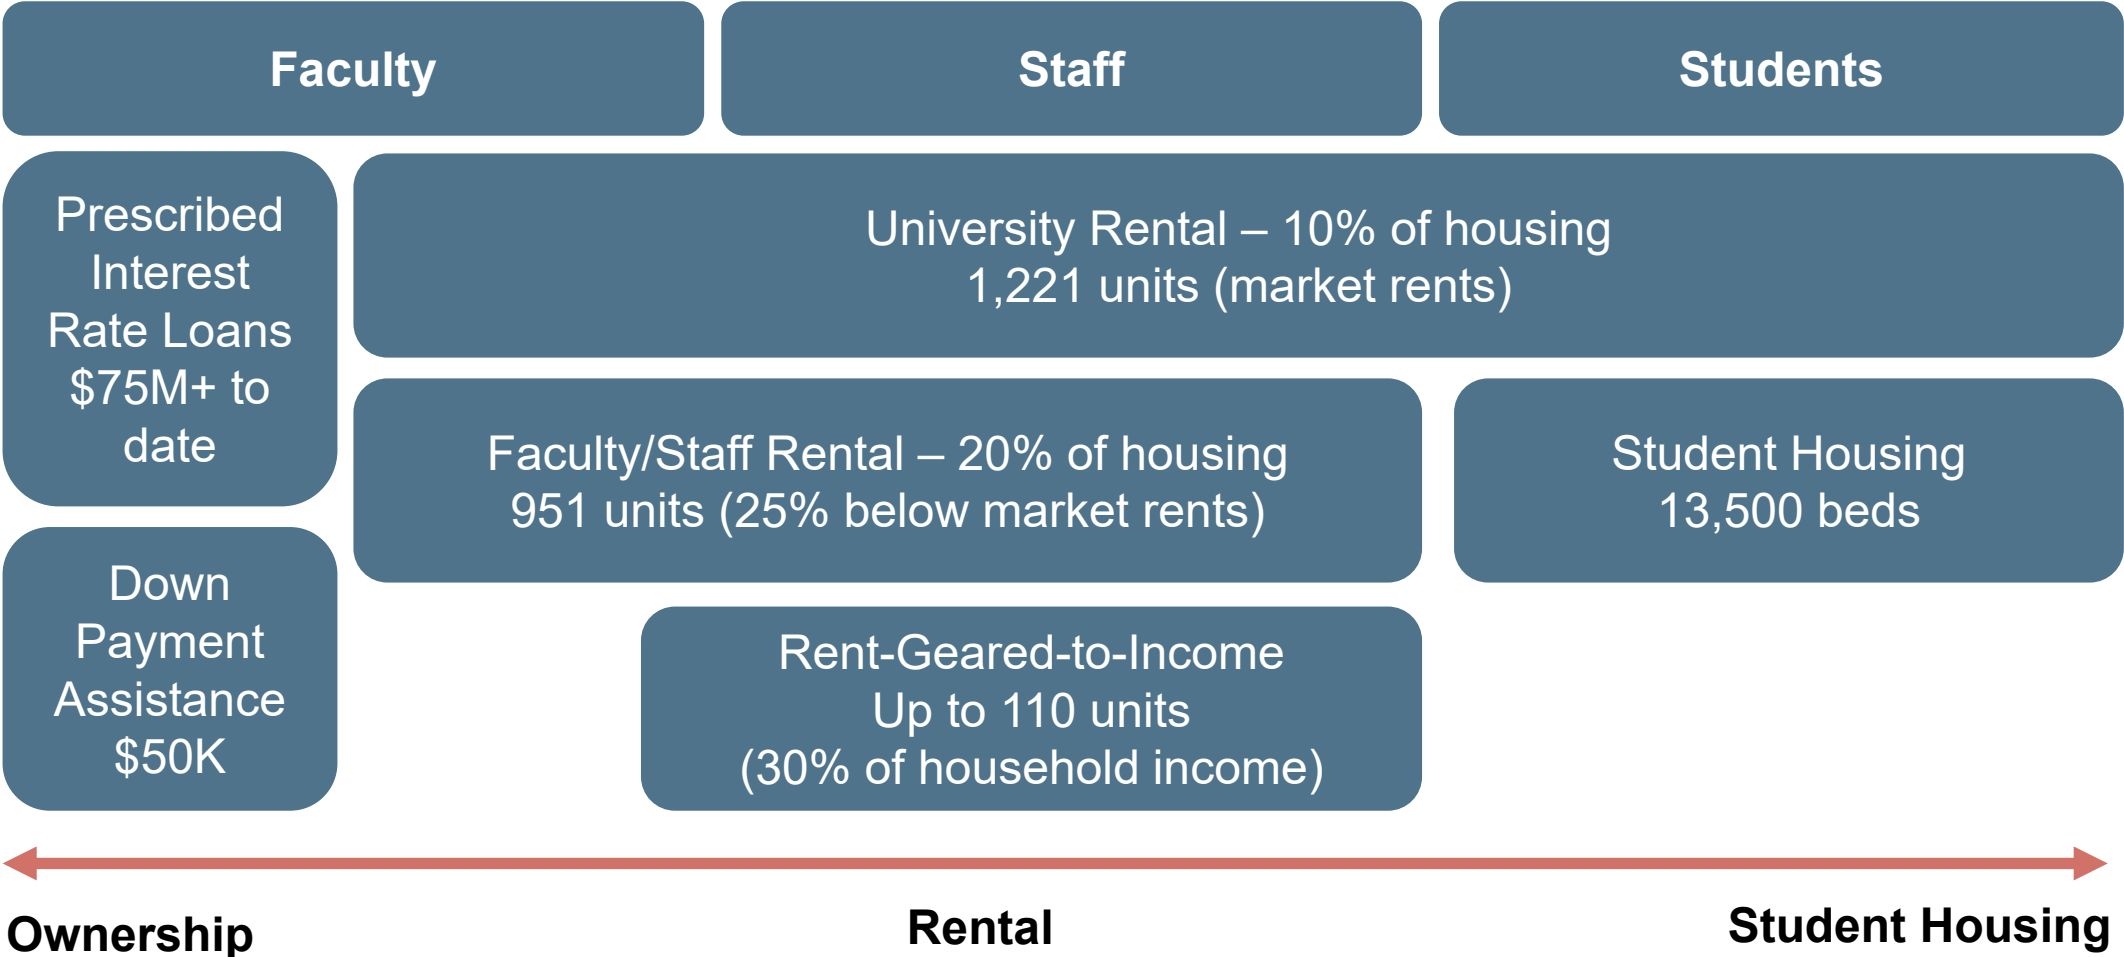 Faculty
Staff
Students
Prescribed
Interest
Rate Loans
$75M+ to
date
University Rental – 10% of housing
1,221 units (market rents)
Faculty/Staff Rental – 20% of housing
951 units (25% below market rents)
Student Housing
13,500 beds
Down
Payment
Assistance
$50K
Rent-Geared-to-Income
Up to 110 units
(30% of household income)
Ownership
Rental
Student Housing